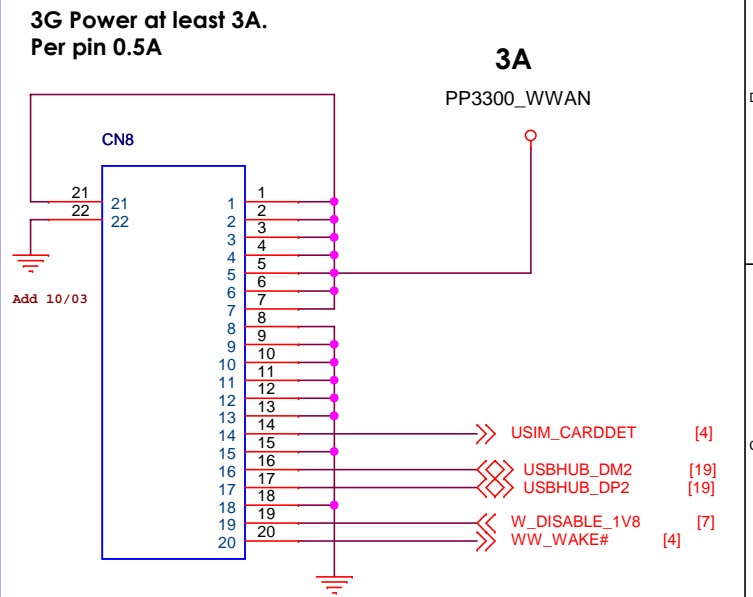 3G Power at least 3A.
Per pin 0.5A
3A
PP3300_WWAN
CN8
21 21
22 22
Add 10/03
1 1
2 2
3 3
4 4
5 5
6 6
7 7
8 8
9 9
10 10
11 11
12 12
13 13
14 14 USIM_CARDDET [4]
15 15
16 16 USBHUB_DM2 [19]
17 17 USBHUB_DP2 [19]
18 18
19 19 W_DISABLE_1V8 [7]
20 20 WW_WAKE# [4]